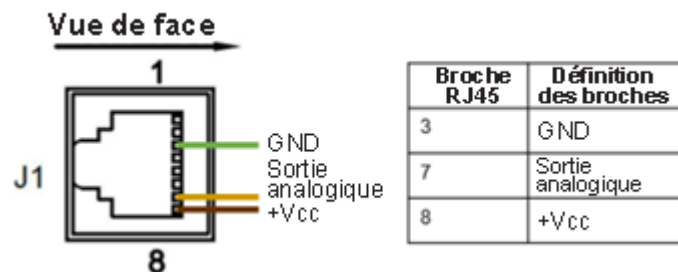 Vue de face
1
J1
GND
Sortie
analogique
+Vcc
8
Broche
RJ45
Définition
des broches
3
GND
7
Sortie
analogique
8
+Vcc